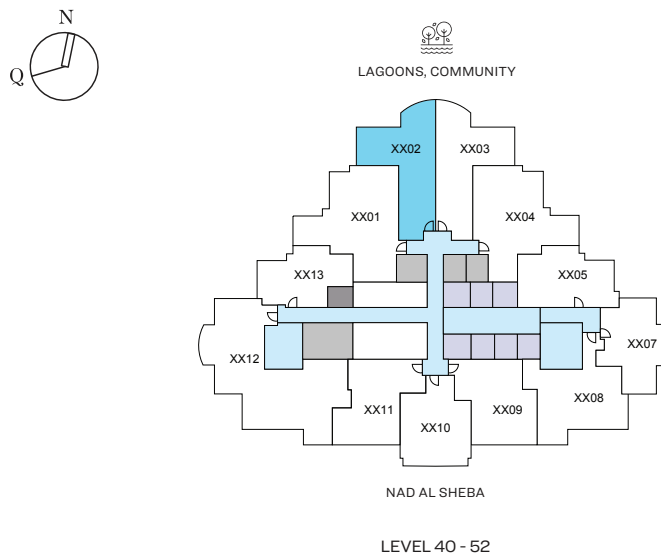 N
Q
LAGOONS, COMMUNITY
XX02
XX03
XX01
XX04
XX13
XX05
XX12
XX07
XX11
XX10
XX09
XX08
NAD AL SHEBA
LEVEL 40 - 52